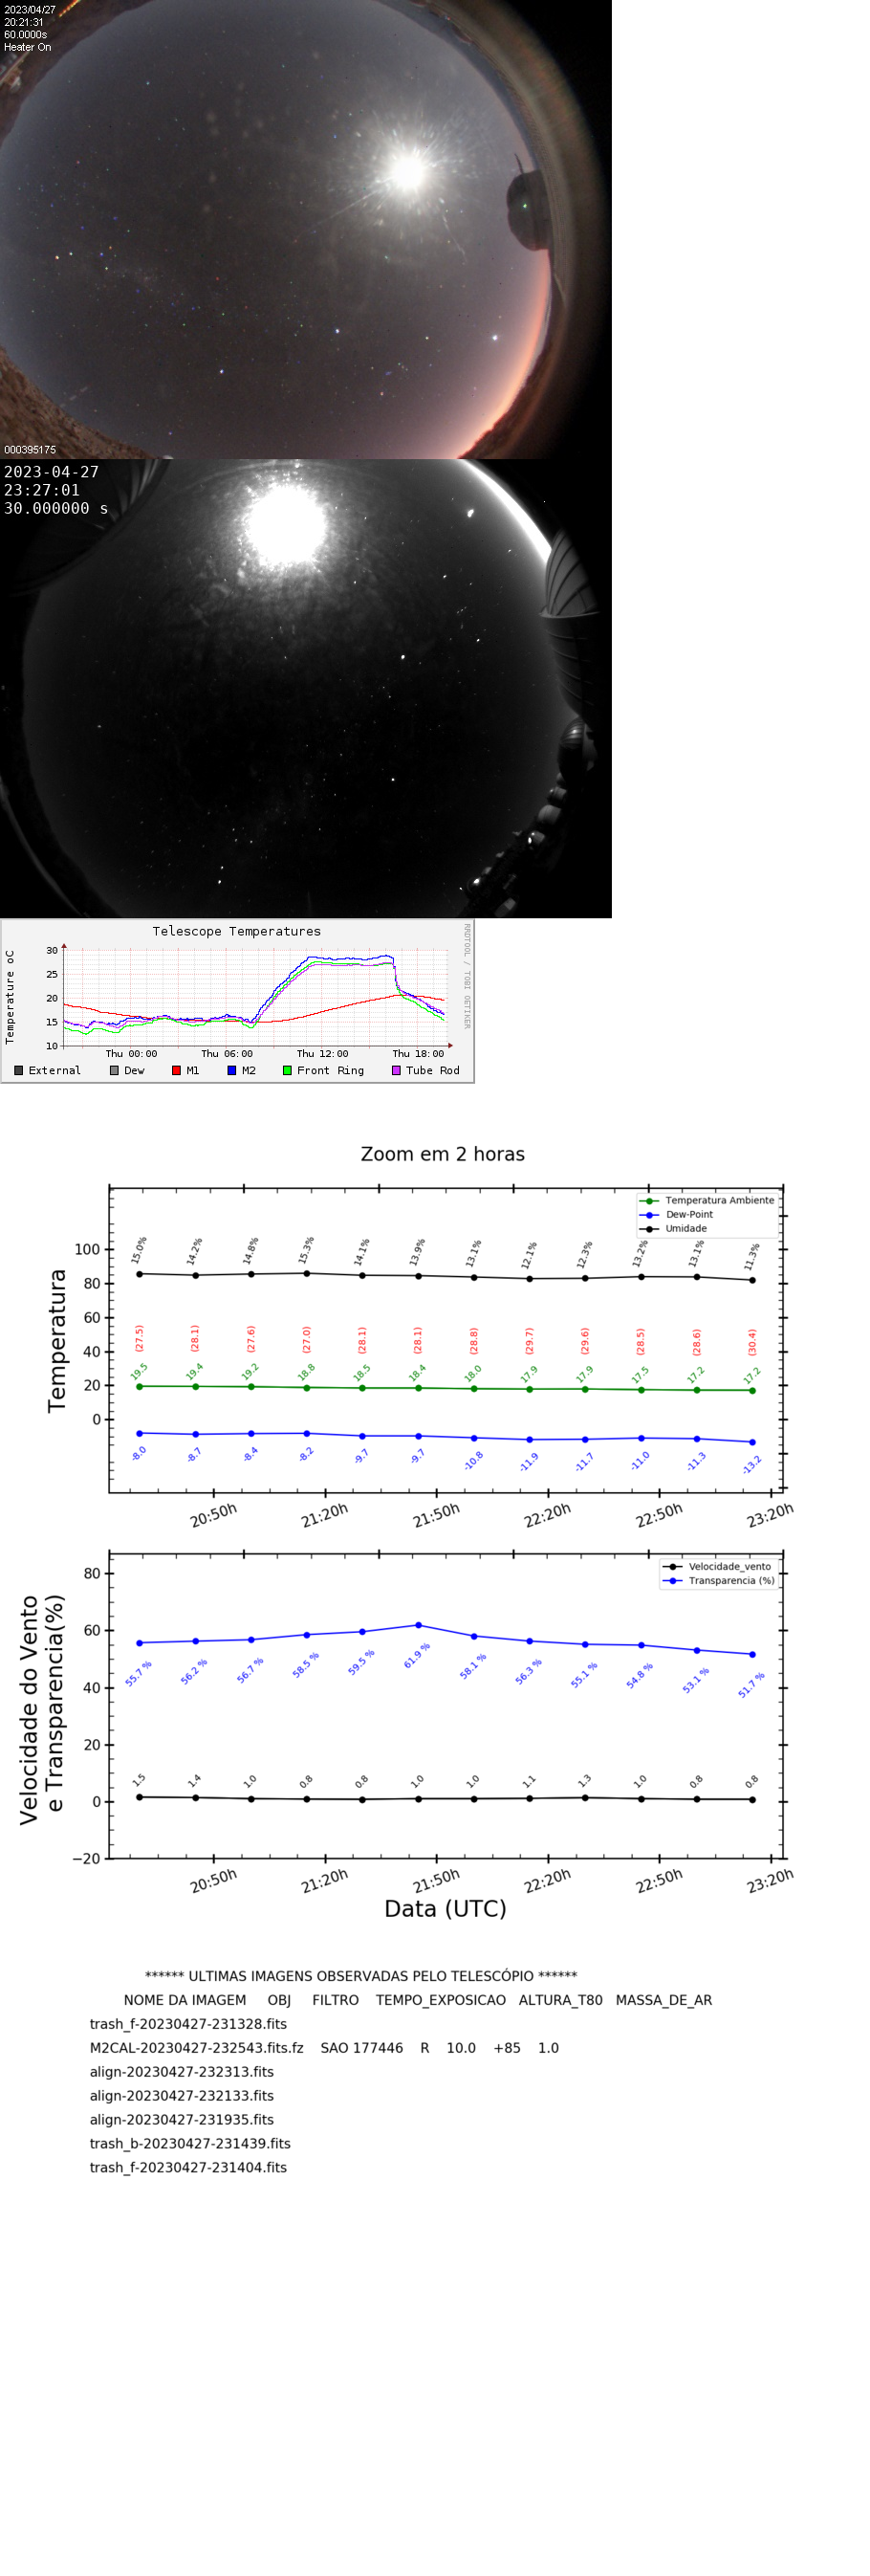 2023/04/27
20:21:31
60.0000s
Heater On
000395175
2023-04-27
23:27:01
30.000000 s
Telescope Temperatures
RRDTOOL / TOBI OETIKER
Temperature oC
30
25
20
15
10
Thu 00:00 Thu 06:00 Thu 12:00 Thu 18:00
External Dew M1 M2 Front Ring Tube Rod
Zoom em 2 horas
Temperatura Ambiente
Dew-Point
Umidade
Temperatura
100
80
60
40
20
0
15.0% 14.2% 14.8% 15.3% 14.1% 13.9% 13.1% 12.1% 12.3% 13.2% 13.1% 11.3%
(27.5) (28.1) (27.6) (27.0) (28.1) (28.1) (28.8) (29.7) (29.6) (28.5) (28.6) (30.4)
19.5 19.4 19.2 18.8 18.5 18.4 18.0 17.9 17.9 17.5 17.2 17.2
-8.0 -8.7 -8.4 -8.2 -9.7 -9.7 -10.8 -11.9 -11.7 -11.0 -11.3 -13.2
20:50h 21:20h 21:50h 22:20h 22:50h 23:20h
Velocidade_vento
Transparencia (%)
Velocidade do Vento
e Transparencia(%)
80
60
40
20
0
−20
55.7 % 56.2 % 56.7 % 58.5 % 59.5 % 61.9 % 58.1 % 56.3 % 55.1 % 54.8 % 53.1 % 51.7 %
1.5 1.4 1.0 0.8 0.8 1.0 1.0 1.1 1.3 1.0 0.8 0.8
20:50h 21:20h 21:50h 22:20h 22:50h 23:20h
Data (UTC)
****** ULTIMAS IMAGENS OBSERVADAS PELO TELESCÓPIO ******
NOME DA IMAGEM OBJ FILTRO TEMPO_EXPOSICAO ALTURA_T80 MASSA_DE_AR
trash_f-20230427-231328.fits
M2CAL-20230427-232543.fits.fz SAO 177446 R 10.0 +85 1.0
align-20230427-232313.fits
align-20230427-232133.fits
align-20230427-231935.fits
trash_b-20230427-231439.fits
trash_f-20230427-231404.fits